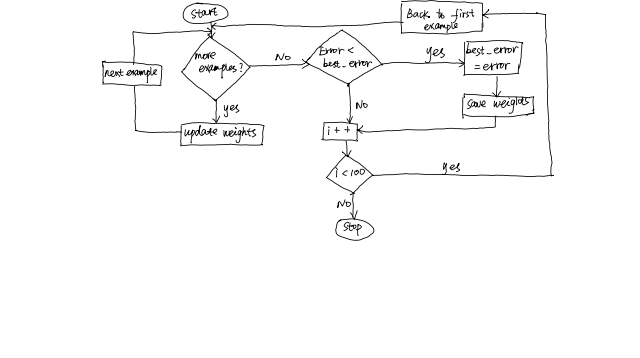 Start
Back to first
example
more
examples?
No
Error <
best_error
yes
best_error
= error
next example
yes
No
save weights
update weights
i + +
i < 100
yes
No
Stop